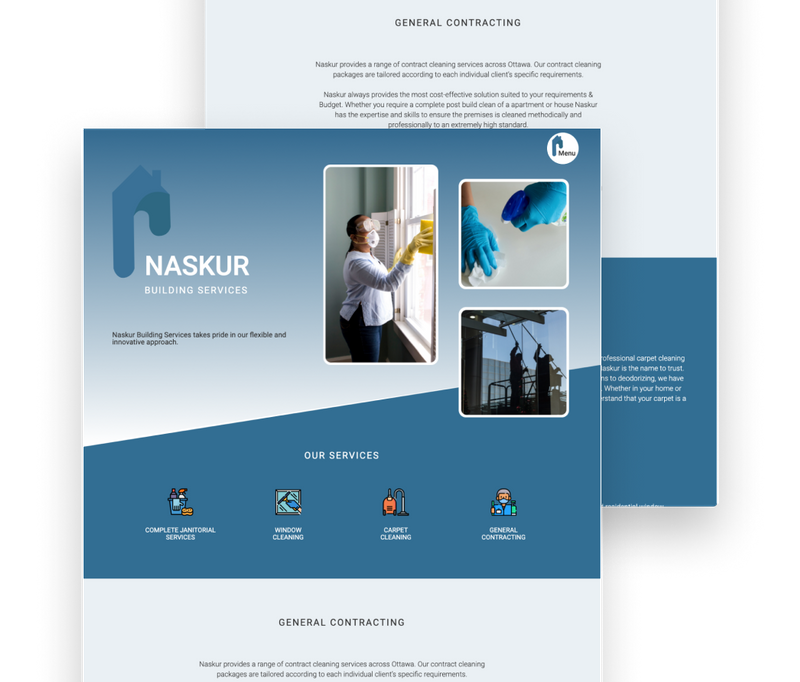 GENERAL CONTRACTING
Naskur provides a range of contract cleaning services across Ottawa. Our contract cleaning
packages are tailored according to each individual client's specific requirements.
Naskur always provides the most cost-effective solution suited to your requirements &
Budget. Whether you require a complete post build clean of a apartment or house Naskur
has the expertise and skills to ensure the premises is cleaned methodically and
professionally to an extremely high standard.
Menu
NASKUR
BUILDING SERVICES
Naskur Building Services takes pride in our flexible and
innovative approach.
rofessional carpet cleaning
askur is the name to trust.
ns to deodorizing, we have
Whether in your home or
erstand that your carpet is a
residential window
OUR SERVICES
COMPLETE JANITORIAL
SERVICES
WINDOW
CLEANING
CARPET
CLEANING
GENERAL
CONTRACTING
GENERAL CONTRACTING
Naskur provides a range of contract cleaning services across Ottawa. Our contract cleaning
packages are tailored according to each individual client's specific requirements.